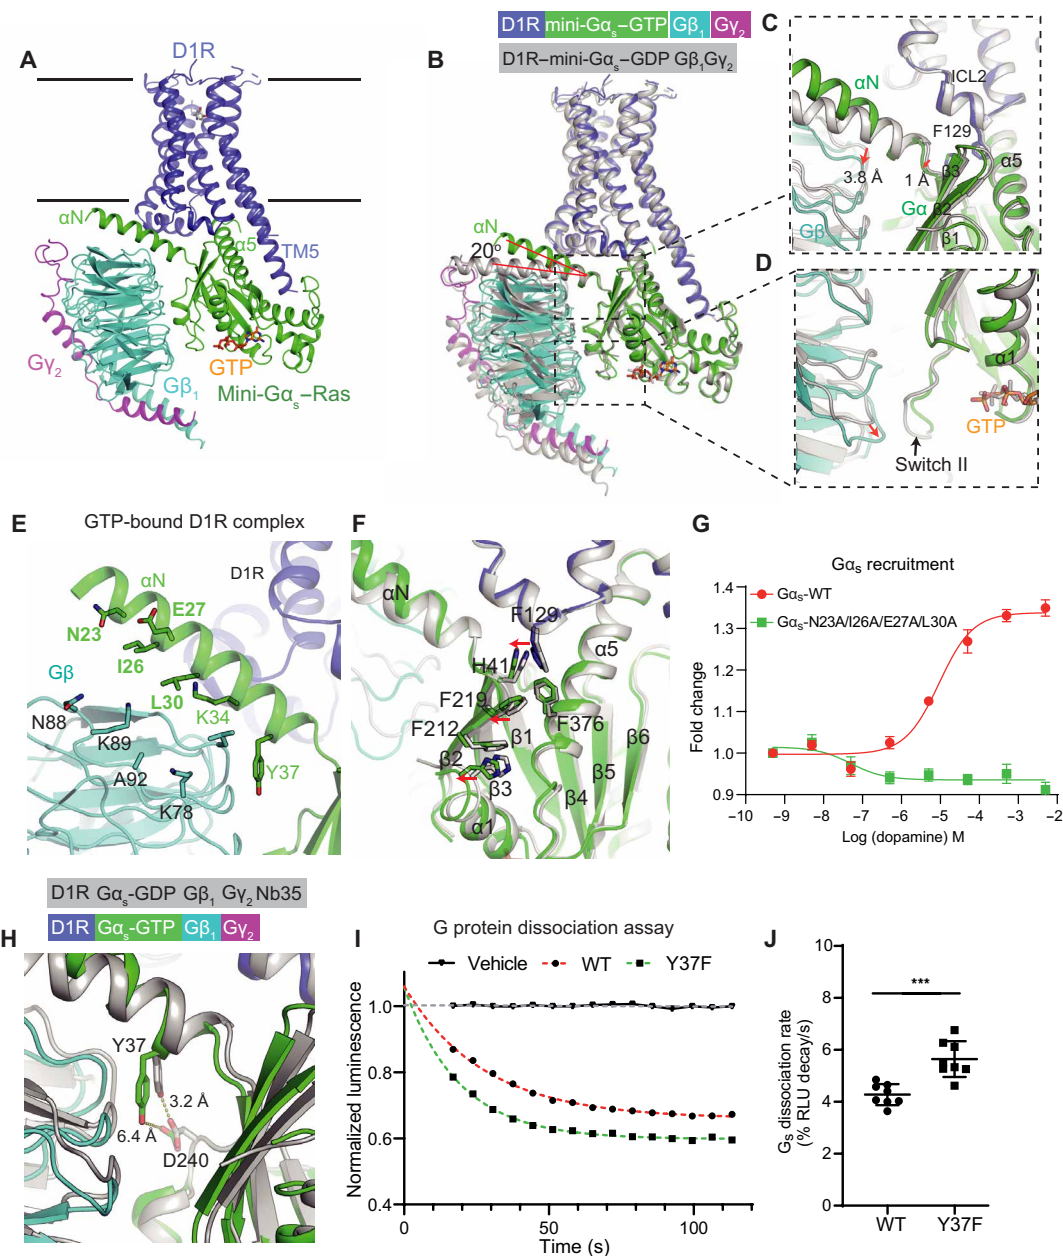 A
D1R
αN
α5
TM5
Gγ2
Gβ1
GTP
Mini-Gαs–Ras
B
D1R mini-Gαs–GTP Gβ1 Gγ2
D1R–mini-Gαs–GDP Gβ1Gγ2
αN
20°
C
αN
ICL2
F129
3.8 Å
1 Å
β3
α5
Gα
β2
Gβ
β1
D
α1
GTP
Switch II
E
GTP-bound D1R complex
αN
D1R
E27
N23
I26
Gβ
L30
N88
K34
K89
A92
Y37
K78
F
αN
F129
α5
H41
F219
F376
F212
β1
β6
β2
β3
β5
β4
α1
G
Gαs recruitment
Gαs-WT
Gαs-N23A/I26A/E27A/L30A
1.4
1.3
1.2
1.1
1.0
0.9
Fold change
−10 −9 −8 −7 −6 −5 −4 −3 −2
Log (dopamine) M
H
D1R Gαs-GDP Gβ1 Gγ2 Nb35
D1R Gαs-GTP Gβ1 Gγ2
Y37
3.2 Å
6.4 Å
D240
I
G protein dissociation assay
Vehicle WT Y37F
1.0
0.8
0.6
0.4
Normalized luminescence
0 50 100
Time (s)
J
10
8
6
4
2
0
***
Gs dissociation rate
(% RLU decay/s)
WT Y37F